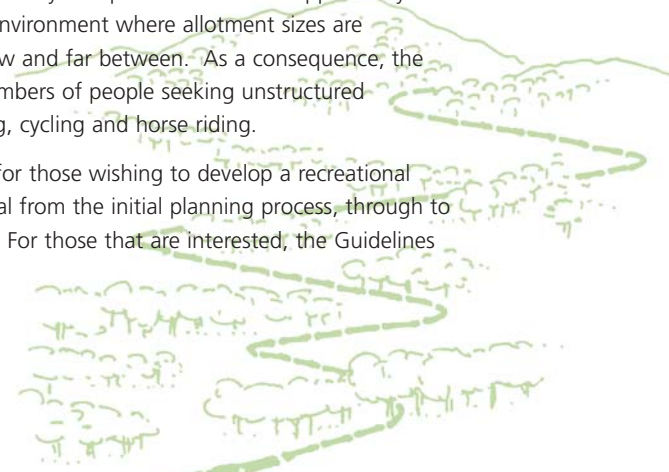 nvironment where allotment sizes are
w and far between. As a consequence, the
mbers of people seeking unstructured
g, cycling and horse riding.
for those wishing to develop a recreational
al from the initial planning process, through to
For those that are interested, the Guidelines